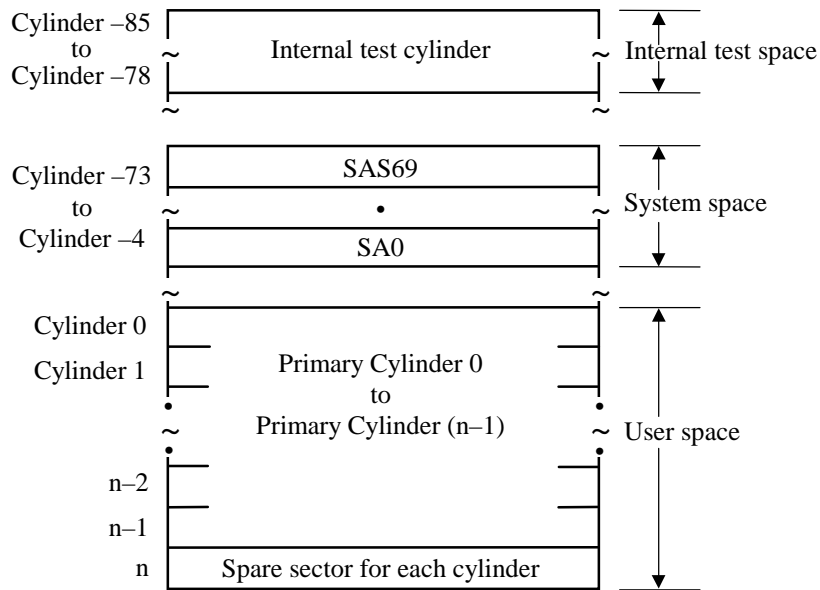 Cylinder –85
to
Cylinder –78
Internal test cylinder
Internal test space
Cylinder –73
to
Cylinder –4
SAS69
SA0
System space
Cylinder 0
Cylinder 1
Primary Cylinder 0
to
Primary Cylinder (n–1)
User space
n–2
n–1
n
Spare sector for each cylinder